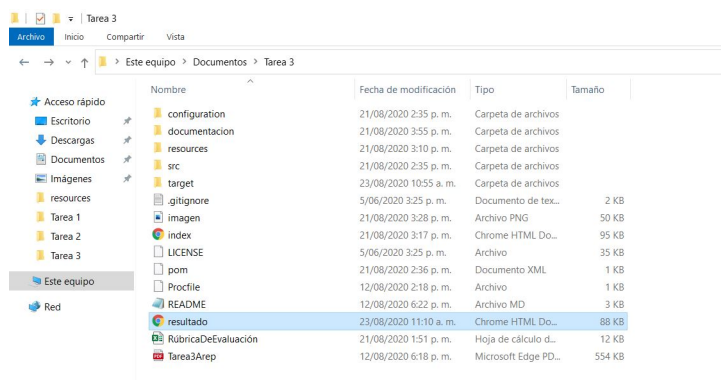 Tarea 3
Archivo Inicio Compartir Vista
Este equipo > Documentos > Tarea 3
Nombre Fecha de modificación Tipo Tamaño
Acceso rápido
Escritorio
Descargas
Documentos
Imágenes
resources
Tarea 1
Tarea 2
Tarea 3
Este equipo
Red
configuration 21/08/2020 2:35 p. m. Carpeta de archivos
documentacion 21/08/2020 3:55 p. m. Carpeta de archivos
resources 21/08/2020 3:10 p. m. Carpeta de archivos
src 21/08/2020 2:35 p. m. Carpeta de archivos
target 23/08/2020 10:55 a. m. Carpeta de archivos
.gitignore 5/06/2020 3:25 p. m. Documento de tex... 2 KB
imagen 21/08/2020 3:28 p. m. Archivo PNG 50 KB
index 21/08/2020 3:17 p. m. Chrome HTML Do... 95 KB
LICENSE 5/06/2020 3:25 p. m. Archivo 35 KB
pom 21/08/2020 2:36 p. m. Documento XML 1 KB
Procfile 12/08/2020 2:18 p. m. Archivo 1 KB
README 12/08/2020 6:22 p. m. Archivo MD 3 KB
resultado 23/08/2020 11:10 a. m. Chrome HTML Do... 88 KB
RúbricaDeEvaluación 21/08/2020 1:51 p. m. Hoja de cálculo d... 12 KB
Tarea3Arep 12/08/2020 6:18 p. m. Microsoft Edge PD... 554 KB